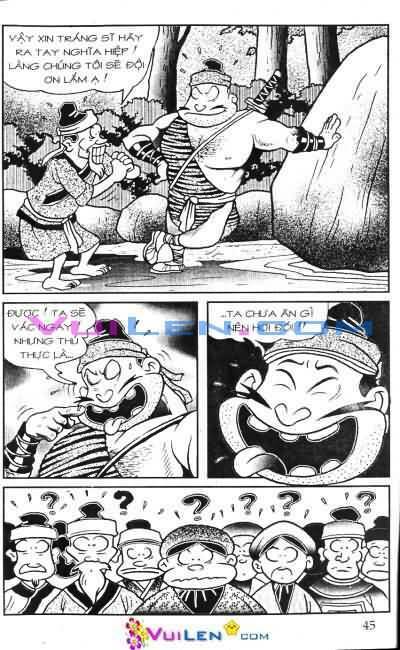 VẬY XIN TRÁNG SĨ HÃY
RA TAY NGHĨA HIỆP !
LÀNG CHÚNG TÔI SẼ ĐỘI
ƠN LẮM Ạ !
ĐƯỢC ! TA SẼ
VÁC NGAY
NHƯNG THÚ
THỰC LÀ...
...TA CHƯA ĂN GÌ
NÊN HƠI ĐÓI !!
VUILEN.COM
? ? ? ? ? ?
45
VUILEN.COM